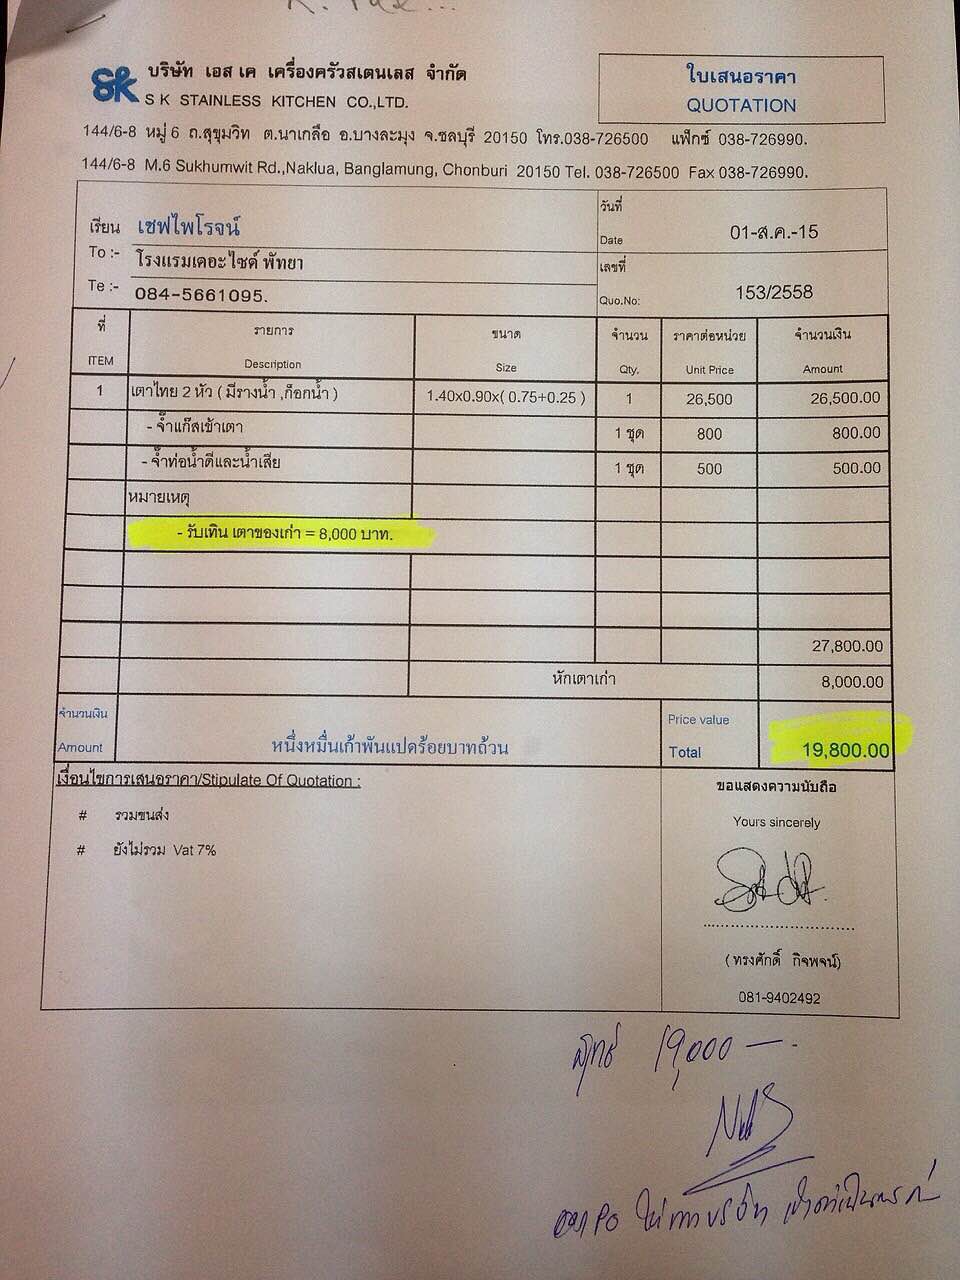 SK บริษัท เอส เค เครื่องครัวสเตนเลส จำกัด
S K STAINLESS KITCHEN CO.,LTD.
ใบเสนอราคา
QUOTATION
144/6-8 หมู่ 6 ถ.สุขุมวิท ต.นาเกลือ อ.บางละมุง จ.ชลบุรี 20150 โทร.038-726500 แฟ็กซ์ 038-726990.
144/6-8 M.6 Sukhumwit Rd.,Naklua, Banglamung, Chonburi 20150 Tel. 038-726500 Fax 038-726990.
เรียน เชฟไพโรจน์
To :- โรงแรมเดอะไซด์ พัทยา
Te :- 084-5661095.
วันที่
Date 01-ส.ค.-15
เลขที่
Quo.No: 153/2558
ที่ รายการ ขนาด จำนวน ราคาต่อหน่วย จำนวนเงิน
ITEM Description Size Qty. Unit Price Amount
1 เตาไทย 2 หัว ( มีรางน้ำ ,ก็อกน้ำ ) 1.40x0.90x( 0.75+0.25 ) 1 26,500 26,500.00
- จั๊าแก๊สเข้าเตา 1 ชุด 800 800.00
- จั๊าท่อน้ำดีและน้ำเสีย 1 ชุด 500 500.00
หมายเหตุ
- รับเทิน เตาของเก่า = 8,000 บาท.
27,800.00
หักเตาเก่า 8,000.00
จำนวนเงิน Price value
Amount หนึ่งหมื่นเก้าพันแปดร้อยบาทถ้วน Total 19,800.00
เงื่อนไขการเสนอราคา/Stipulate Of Quotation :
# รวมขนส่ง
# ยังไม่รวม Vat 7%
ขอแสดงความนับถือ
Yours sincerely
( ทรงศักดิ์ กิจพจน์)
081-9402492
สุทธิ 19,000 -.
ออก PO ให้ทางบริษัท